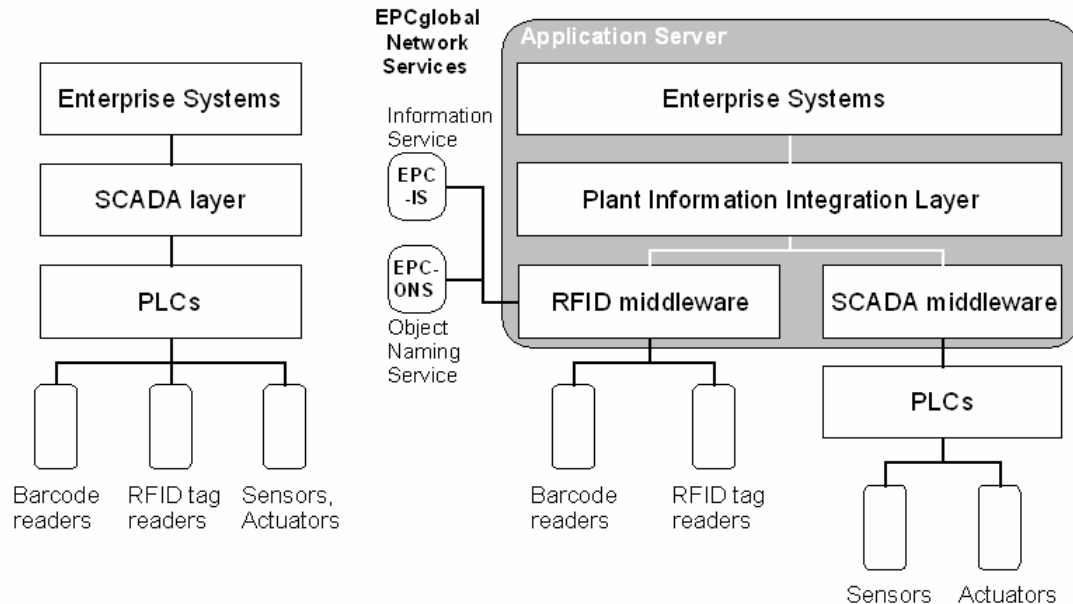 Enterprise Systems
SCADA layer
PLCs
Barcode
readers
RFID tag
readers
Sensors,
Actuators
EPCglobal
Network
Services
Information
Service
EPC
-IS
EPC-
ONS
Object
Naming
Service
Application Server
Enterprise Systems
Plant Information Integration Layer
RFID middleware
SCADA middleware
Barcode
readers
RFID tag
readers
PLCs
Sensors
Actuators